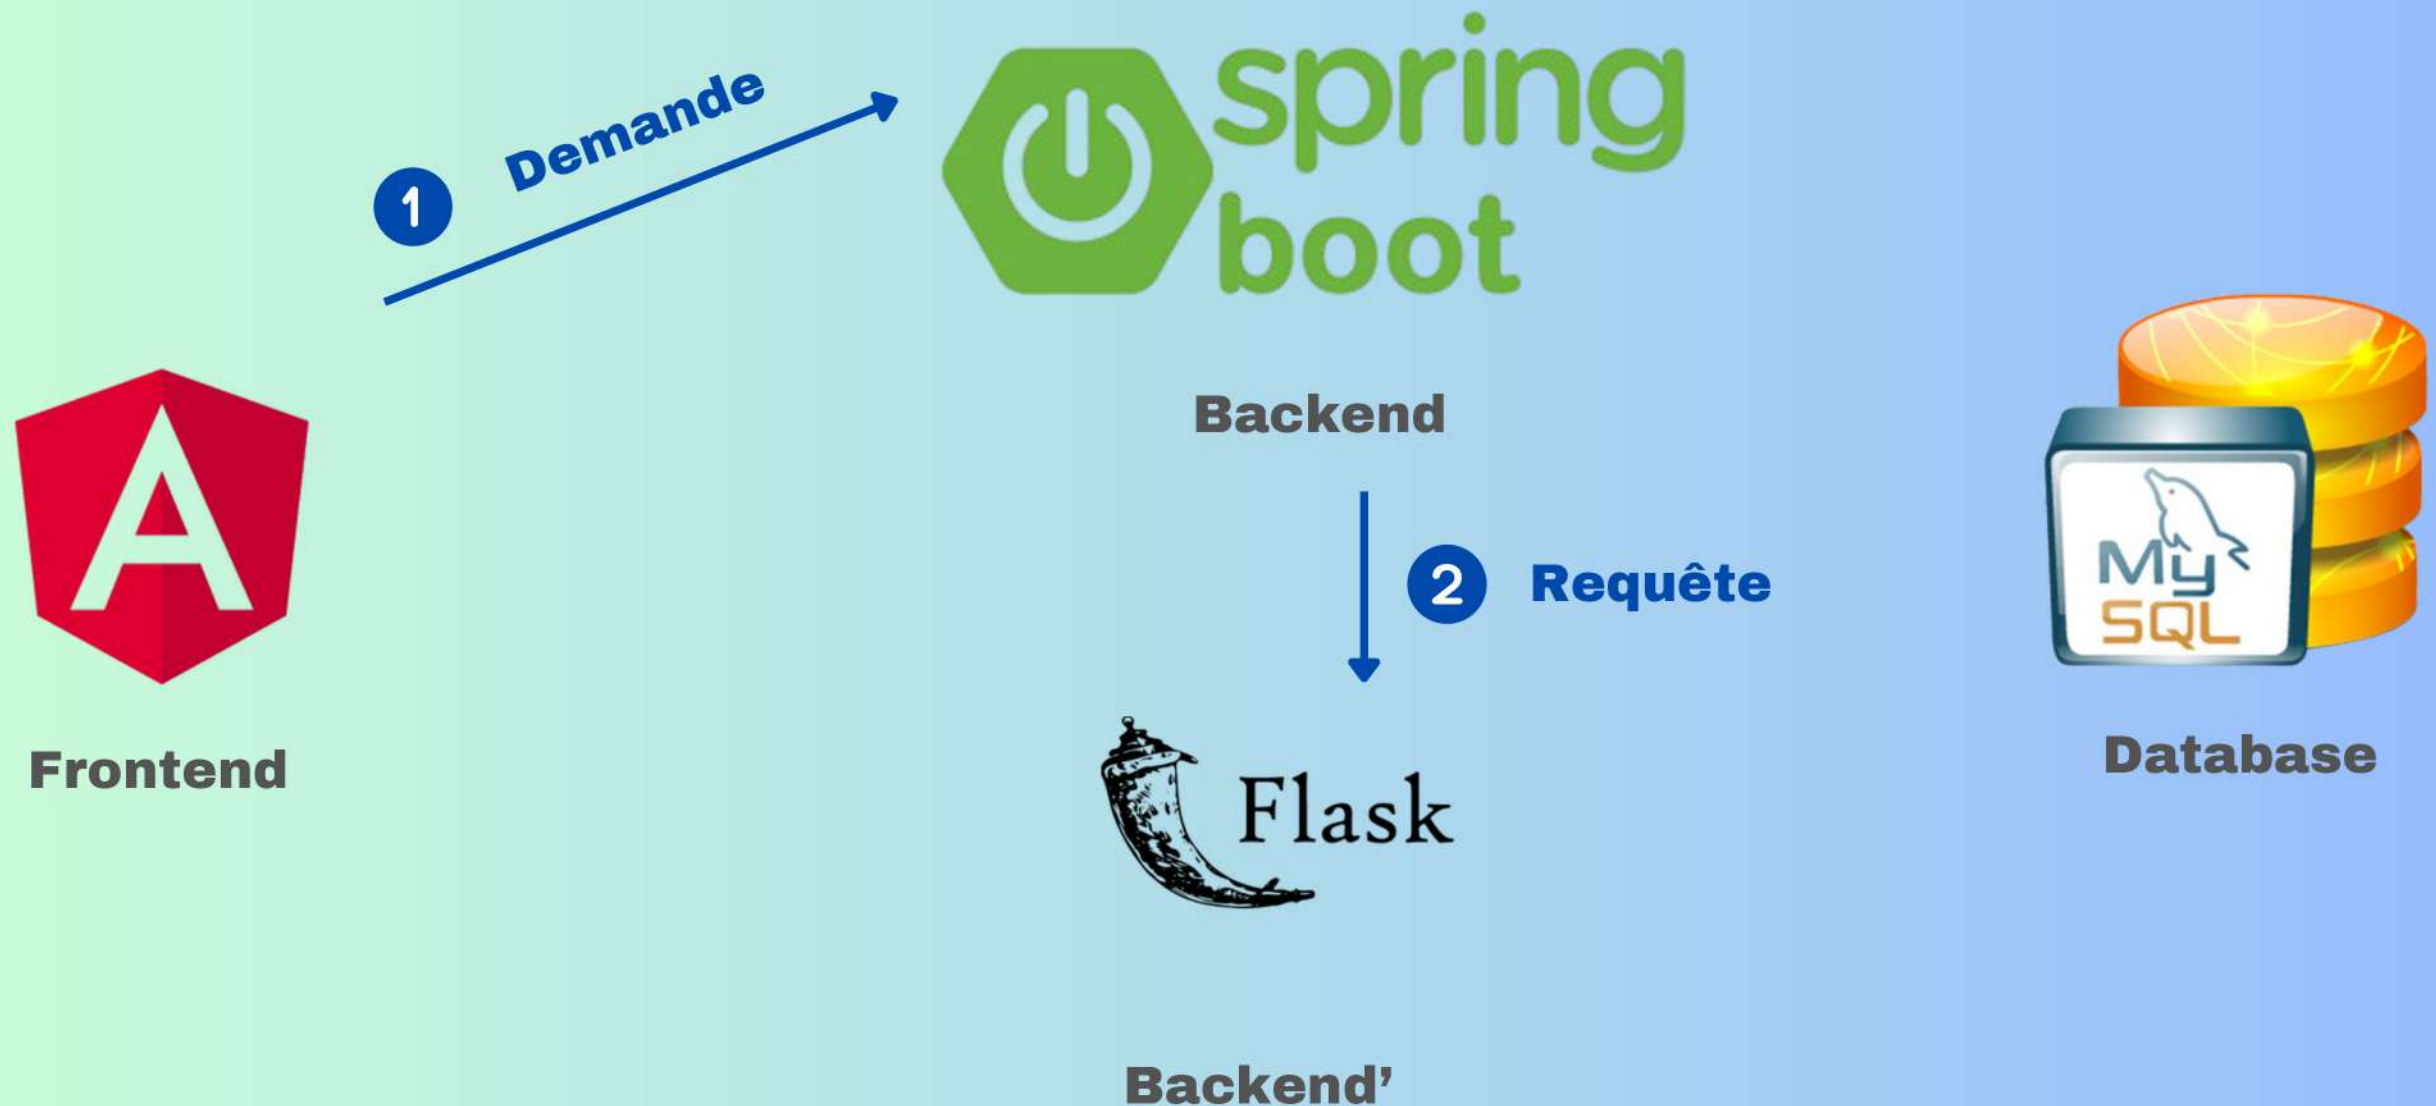 spring
boot
1 Demande
Backend
2 Requête
My
SQL
Frontend
Database
Flask
Backend’